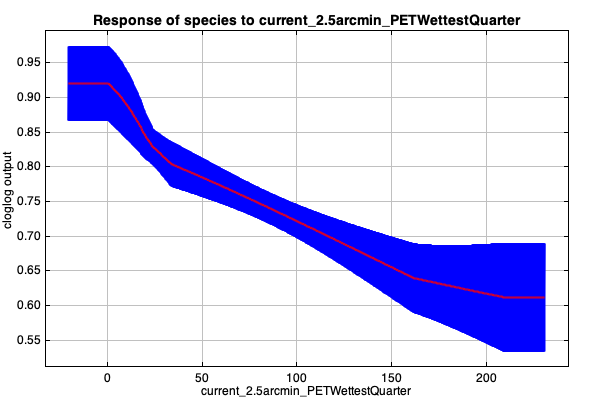 Response of species to current_2.5arcmin_PETWettestQuarter
0.95
0.90
0.85
0.80
0.75
0.70
0.65
0.60
0.55
cloglog output
0 50 100 150 200
current_2.5arcmin_PETWettestQuarter